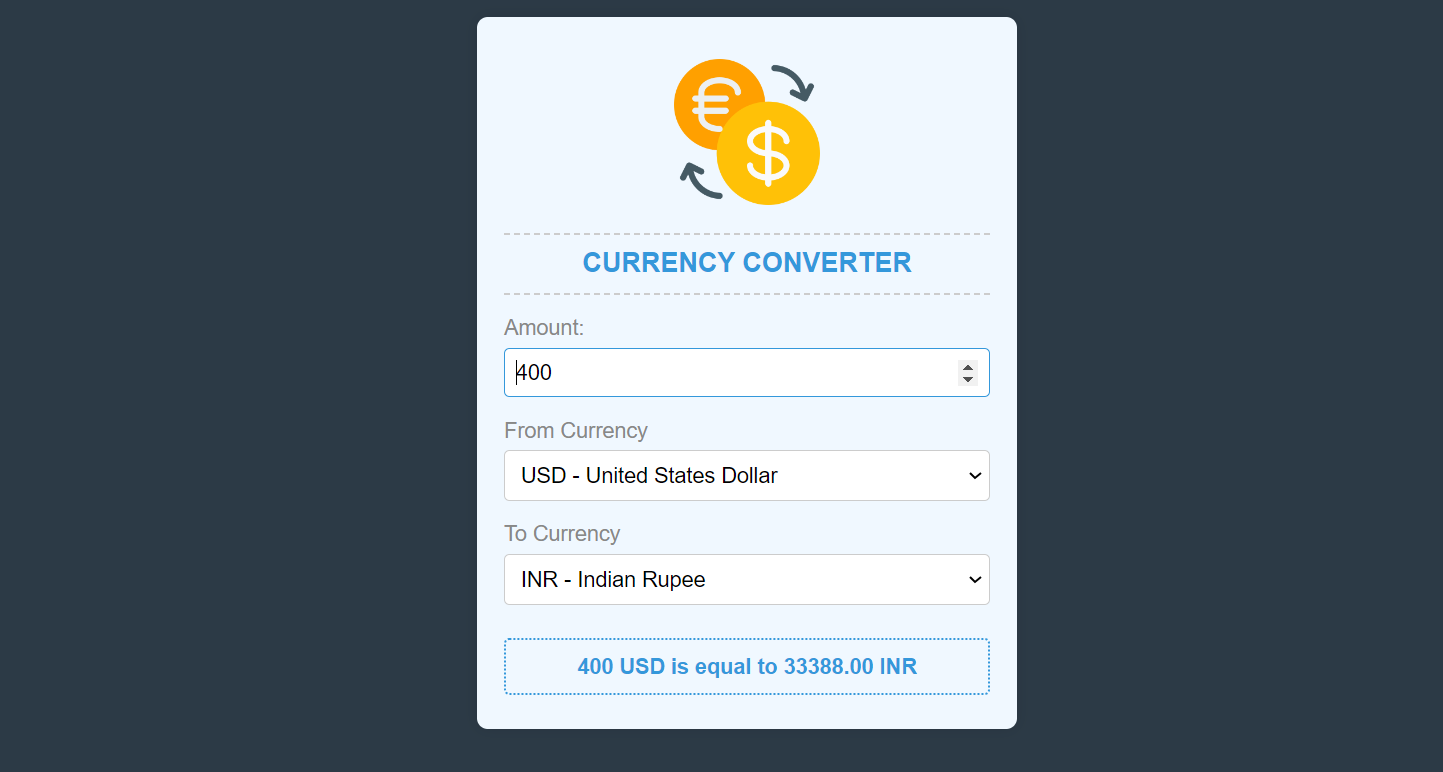 €
$
CURRENCY CONVERTER
Amount:
400
From Currency
USD - United States Dollar
To Currency
INR - Indian Rupee
400 USD is equal to 33388.00 INR